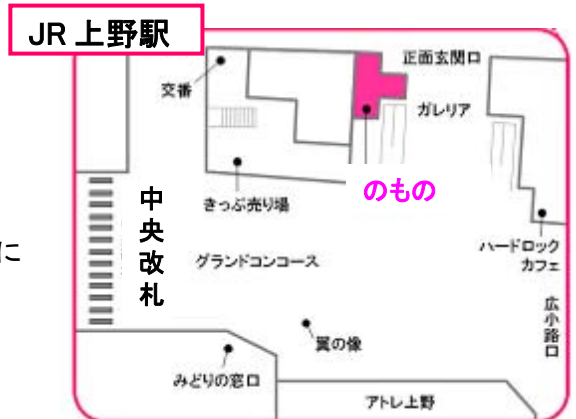 JR 上野駅
正面玄関口
交番
ガレリア
のもの
きっぷ売り場
中央改札
に
グランドコンコース
ハードロック
カフェ
広小路口
翼の像
みどりの窓口
アトレ上野